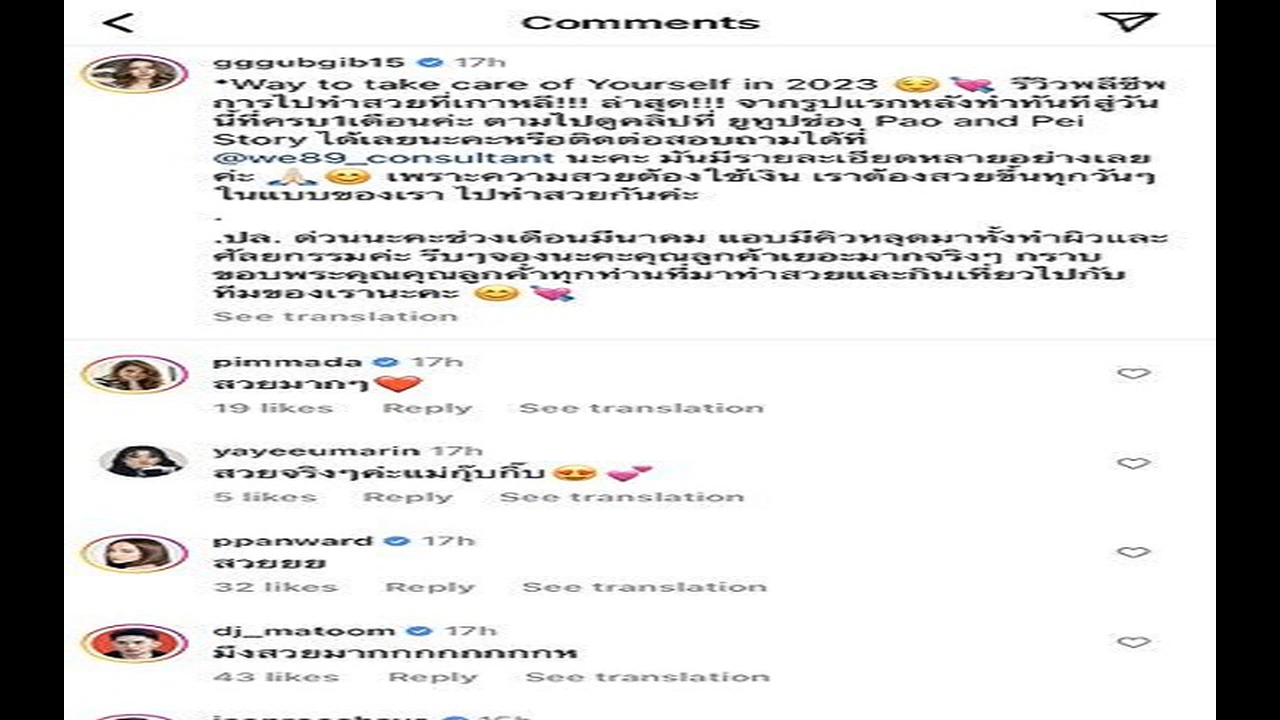 Comments
gggubgib15 17h
*Way to take care of Yourself in 2023 😌 💘 รีวิวพลีชีพ
การไปทำสวยที่เกาหลี!!! ล่าสุด!!! จากรูปแรกหลังทำทันทีสู่วัน
นี้ที่ครบ1เดือนค่ะ ตามไปดูคลิปที่ ยูทูปช่อง Pao and Pei
Story ได้เลยนะคะหรือติดต่อสอบถามได้ที่
@we89_consultant นะคะ มันมีรายละเอียดหลายอย่างเลย
ค่ะ 🙏🏻 😊 เพราะความสวยต้องใช้เงิน เราต้องสวยขึ้นทุกวันๆ
ในแบบของเรา ไปทำสวยกันค่ะ
.
.ปล. ด่วนนะคะช่วงเดือนมีนาคม แอบมีคิวหลุดมาทั้งทำผิวและ
ศัลยกรรมค่ะ รีบๆจองนะคะคุณลูกค้าเยอะมากจริงๆ กราบ
ขอบพระคุณคุณลูกค้าทุกท่านที่มาทำสวยและกินเที่ยวไปกับ
ทีมของเรานะคะ 😊 💘
See translation
pimmada 17h
สวยมากๆ❤️
19 likes Reply See translation
yayeeumarin 17h
สวยจริงๆค่ะแม่กุ๊บกิ๊บ😍 💕
5 likes Reply See translation
ppanward 17h
สวยยย
32 likes Reply See translation
dj_matoom 17h
มึงสวยมากกกกกกกกกห
43 likes Reply See translation